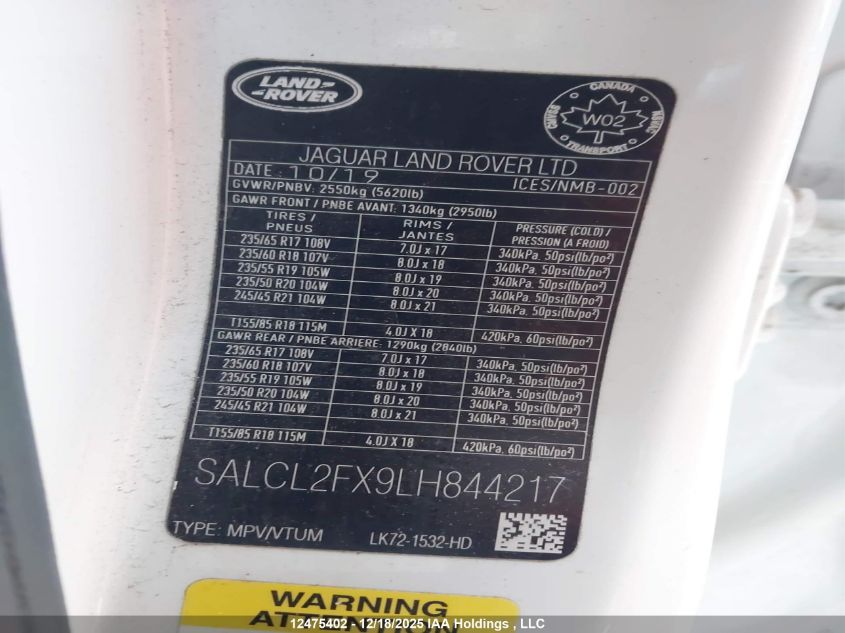 LAND-
-ROVER
CANADA
W02
TRANSPORT
JAGUAR LAND ROVER LTD
DATE: 10/19 ICES/NMB-002
GVWR/PNBV: 2550kg (5620lb)
GAWR FRONT / PNBE AVANT: 1340kg (2950lb)
TIRES / PNEUS RIMS / JANTES PRESSURE (COLD) / PRESSION (A FROID)
235/65 R17 108V 7.0J x 17 340kPa, 50psi(lb/po²)
235/60 R18 107V 8.0J x 18 340kPa, 50psi(lb/po²)
235/55 R19 105W 8.0J x 19 340kPa, 50psi(lb/po²)
235/50 R20 104W 8.0J x 20 340kPa, 50psi(lb/po²)
245/45 R21 104W 8.0J x 21 340kPa, 50psi(lb/po²)
T155/85 R18 115M 4.0J X 18 420kPa, 60psi(lb/po²)
GAWR REAR / PNBE ARRIERE: 1290kg (2840lb)
235/65 R17 108V 7.0J x 17 340kPa, 50psi(lb/po²)
235/60 R18 107V 8.0J x 18 340kPa, 50psi(lb/po²)
235/55 R19 105W 8.0J x 19 340kPa, 50psi(lb/po²)
235/50 R20 104W 8.0J x 20 340kPa, 50psi(lb/po²)
245/45 R21 104W 8.0J x 21 340kPa, 50psi(lb/po²)
T155/85 R18 115M 4.0J X 18 420kPa, 60psi(lb/po²)
SALCL2FX9LH844217
TYPE: MPV/VTUM LK72-1532-HD
WARNING
ATTENTION
12475402 - 12/18/2025 IAA Holdings , LLC